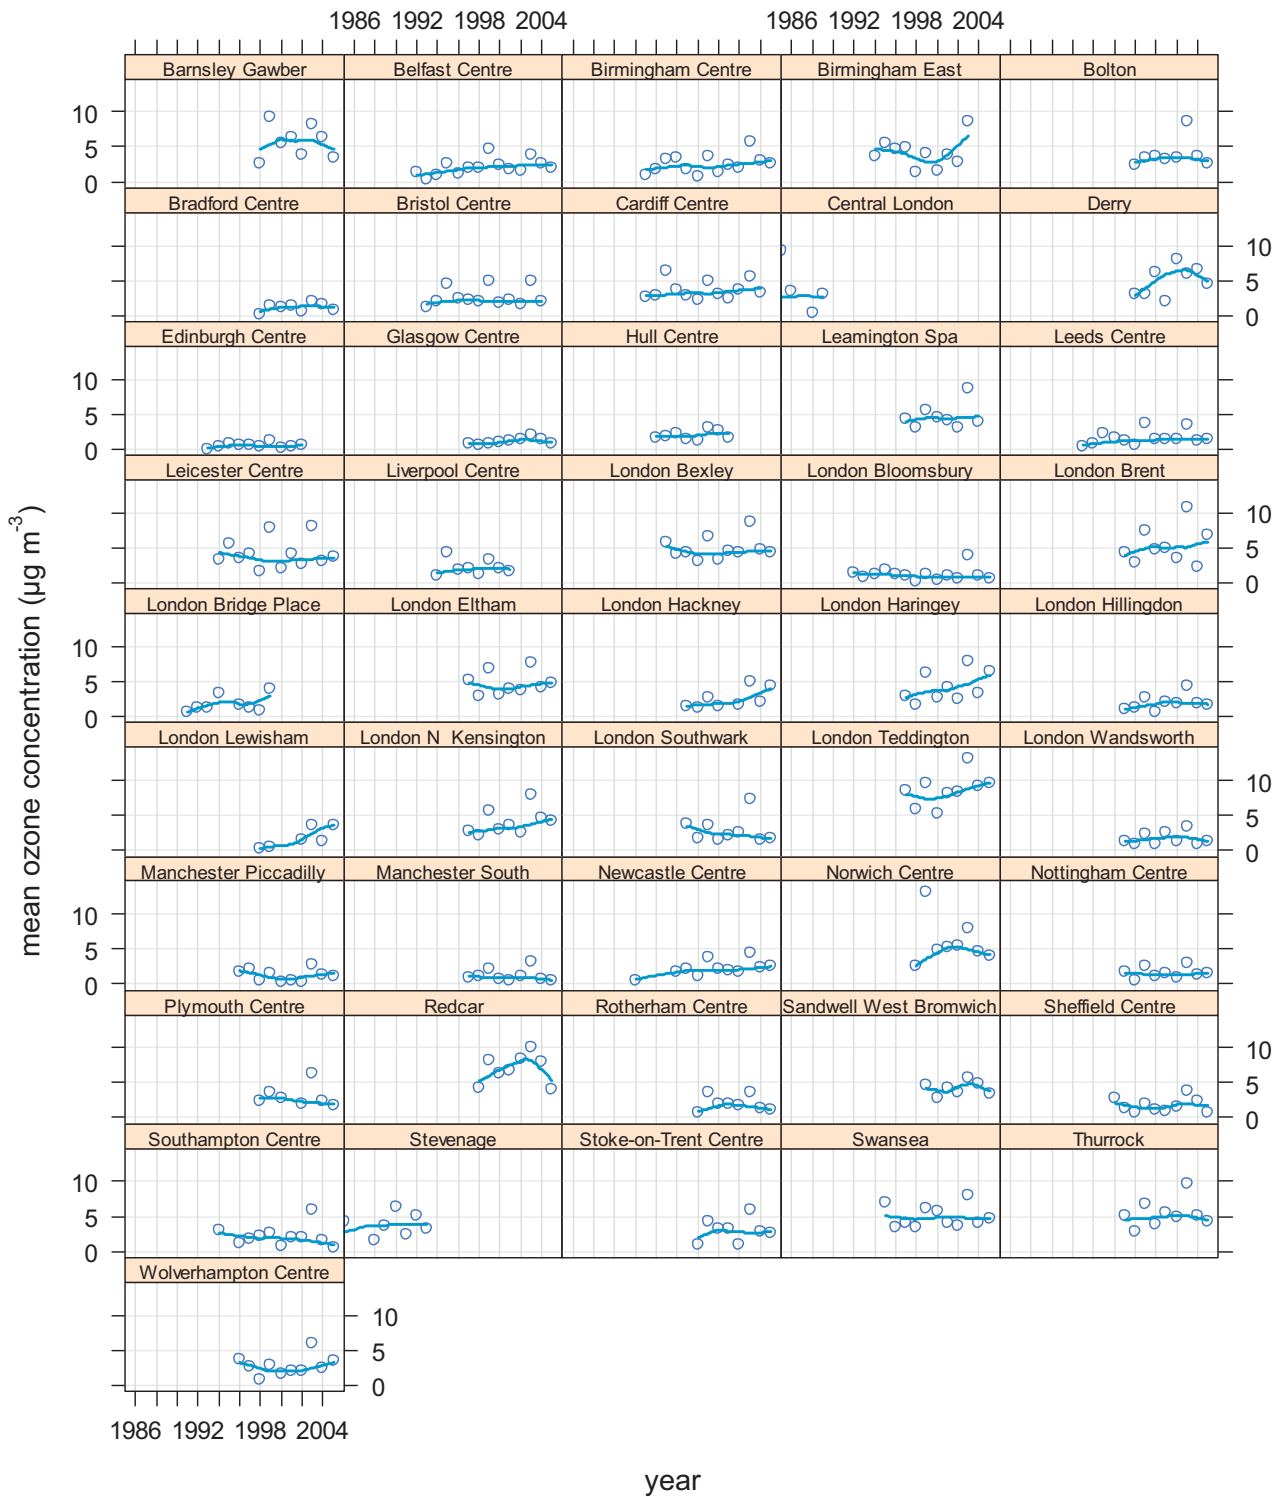 1986 1992 1998 2004 1986 1992 1998 2004
Barnsley Gawber Belfast Centre Birmingham Centre Birmingham East Bolton
10
5
0
Bradford Centre Bristol Centre Cardiff Centre Central London Derry
10
5
0
Edinburgh Centre Glasgow Centre Hull Centre Leamington Spa Leeds Centre
10
5
0
Leicester Centre Liverpool Centre London Bexley London Bloomsbury London Brent
10
5
0
London Bridge Place London Eltham London Hackney London Haringey London Hillingdon
10
5
0
London Lewisham London N Kensington London Southwark London Teddington London Wandsworth
10
5
0
Manchester Piccadilly Manchester South Newcastle Centre Norwich Centre Nottingham Centre
10
5
0
Plymouth Centre Redcar Rotherham Centre Sandwell West Bromwich Sheffield Centre
10
5
0
Southampton Centre Stevenage Stoke-on-Trent Centre Swansea Thurrock
10
5
0
Wolverhampton Centre
10
5
0
1986 1992 1998 2004
year
mean ozone concentration (µg m⁻³)